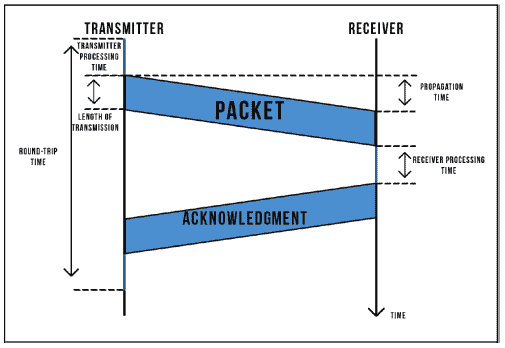 TRANSMITTER
RECEIVER
TRANSMITTER
PROCESSING
TIME
LENGTH OF
TRANSMISSION
ROUND-TRIP
TIME
PACKET
PROPAGATION
TIME
RECEIVER PROCESSING
TIME
ACKNOWLEDGMENT
TIME